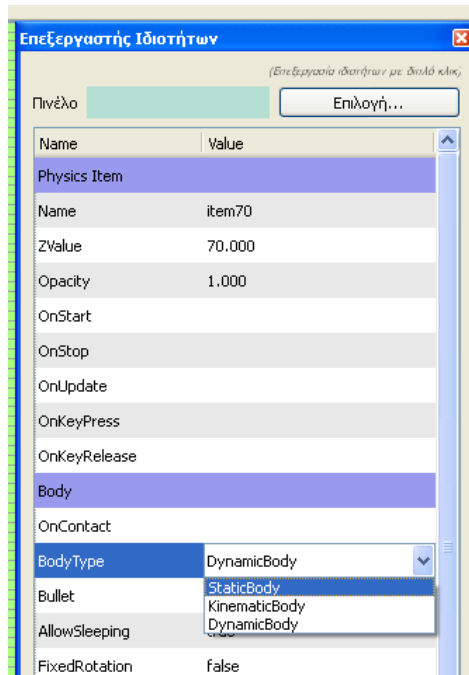 Επεξεργαστής Ιδιοτήτων
(Επεξεργασία ιδιοτήτων με διπλό κλικ)
Πινέλο Επιλογή...
Name Value
Physics Item
Name item70
ZValue 70.000
Opacity 1.000
OnStart
OnStop
OnUpdate
OnKeyPress
OnKeyRelease
Body
OnContact
BodyType DynamicBody
StaticBody
Bullet
KinematicBody
DynamicBody
AllowSleeping
FixedRotation false